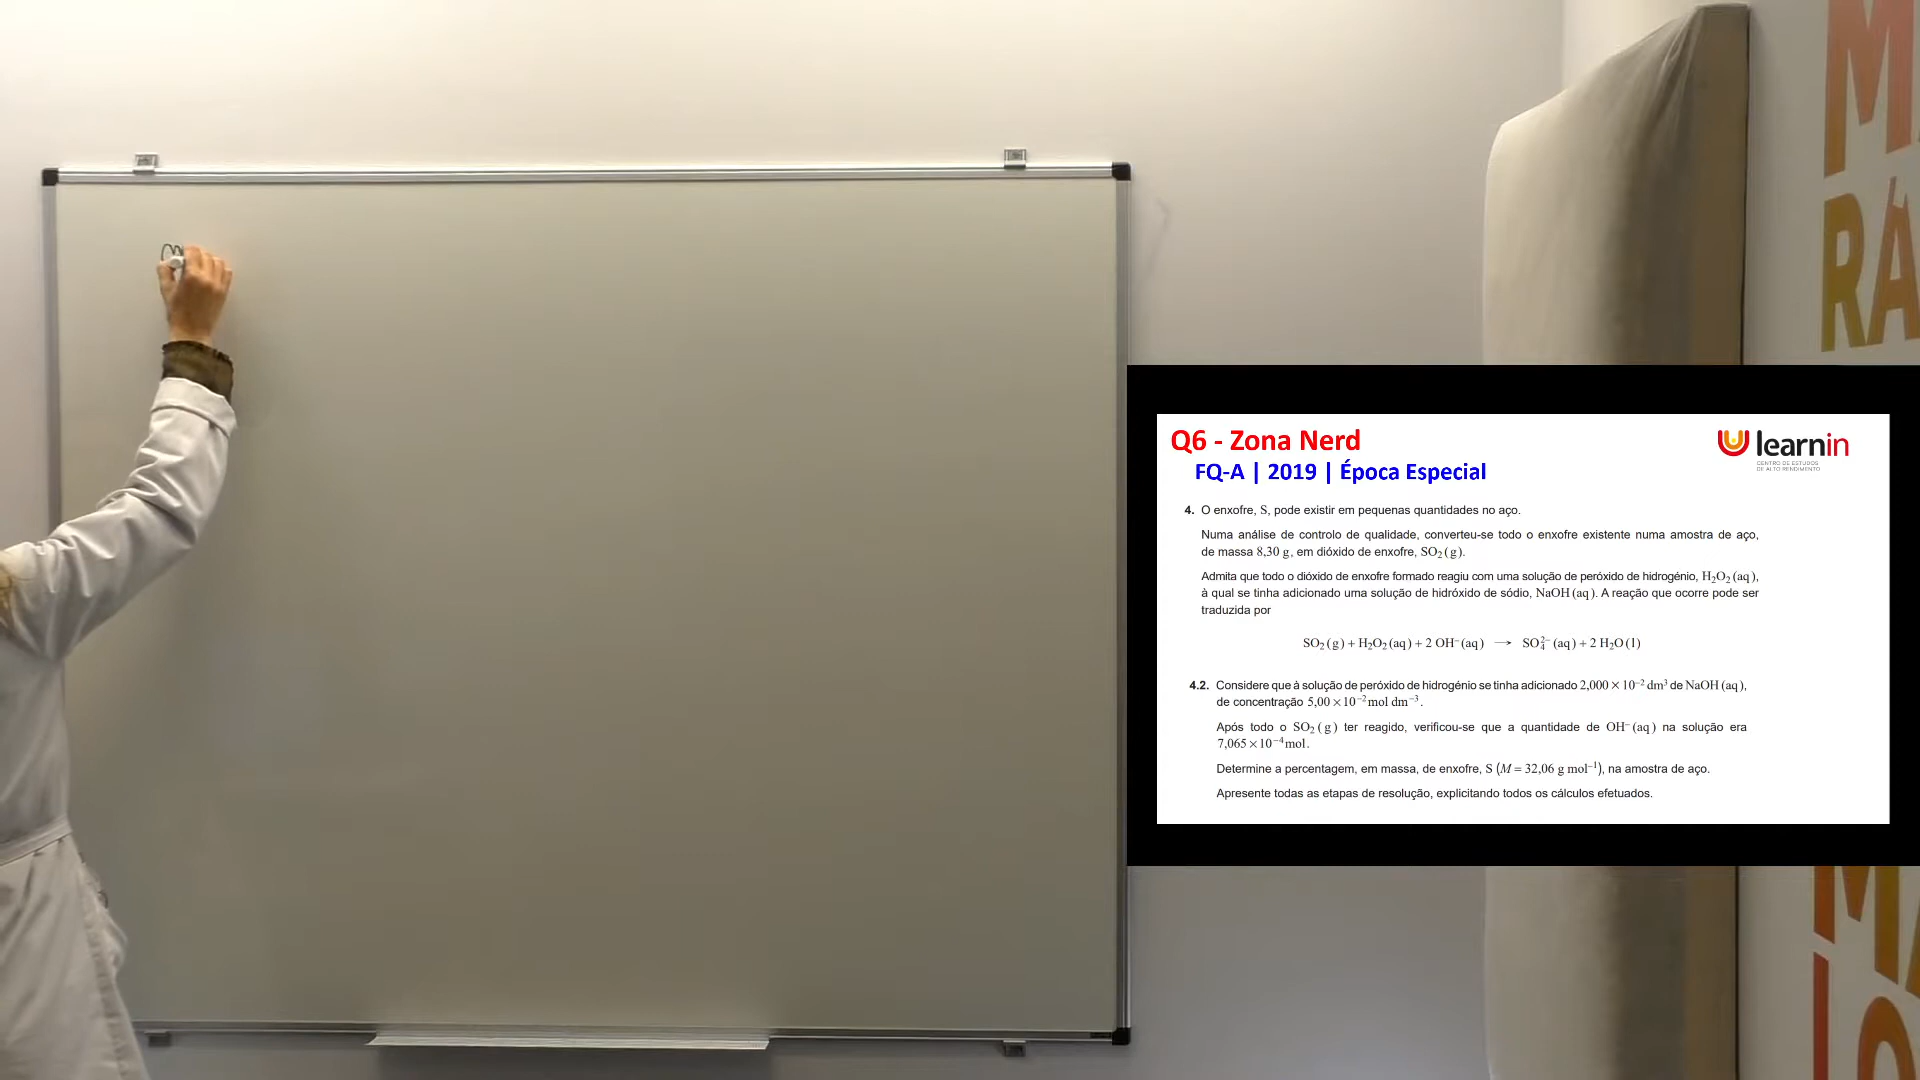 Q6 - Zona Nerd
FQ-A | 2019 | Época Especial
learnin
CENTRO DE ESTUDOS
DE ALTO RENDIMENTO
4. O enxofre, S, pode existir em pequenas quantidades no aço.
Numa análise de controlo de qualidade, converteu-se todo o enxofre existente numa amostra de aço,
de massa 8,30 g, em dióxido de enxofre, SO₂(g).
Admita que todo o dióxido de enxofre formado reagiu com uma solução de peróxido de hidrogénio, H₂O₂(aq),
à qual se tinha adicionado uma solução de hidróxido de sódio, NaOH(aq). A reação que ocorre pode ser
traduzida por
SO₂(g) + H₂O₂(aq) + 2 OH⁻(aq) → SO₄²⁻(aq) + 2 H₂O(l)
4.2. Considere que à solução de peróxido de hidrogénio se tinha adicionado 2,000 × 10⁻² dm³ de NaOH(aq),
de concentração 5,00 × 10⁻² mol dm⁻³.
Após todo o SO₂(g) ter reagido, verificou-se que a quantidade de OH⁻(aq) na solução era
7,065 × 10⁻⁴ mol.
Determine a percentagem, em massa, de enxofre, S (M = 32,06 g mol⁻¹), na amostra de aço.
Apresente todas as etapas de resolução, explicitando todos os cálculos efetuados.